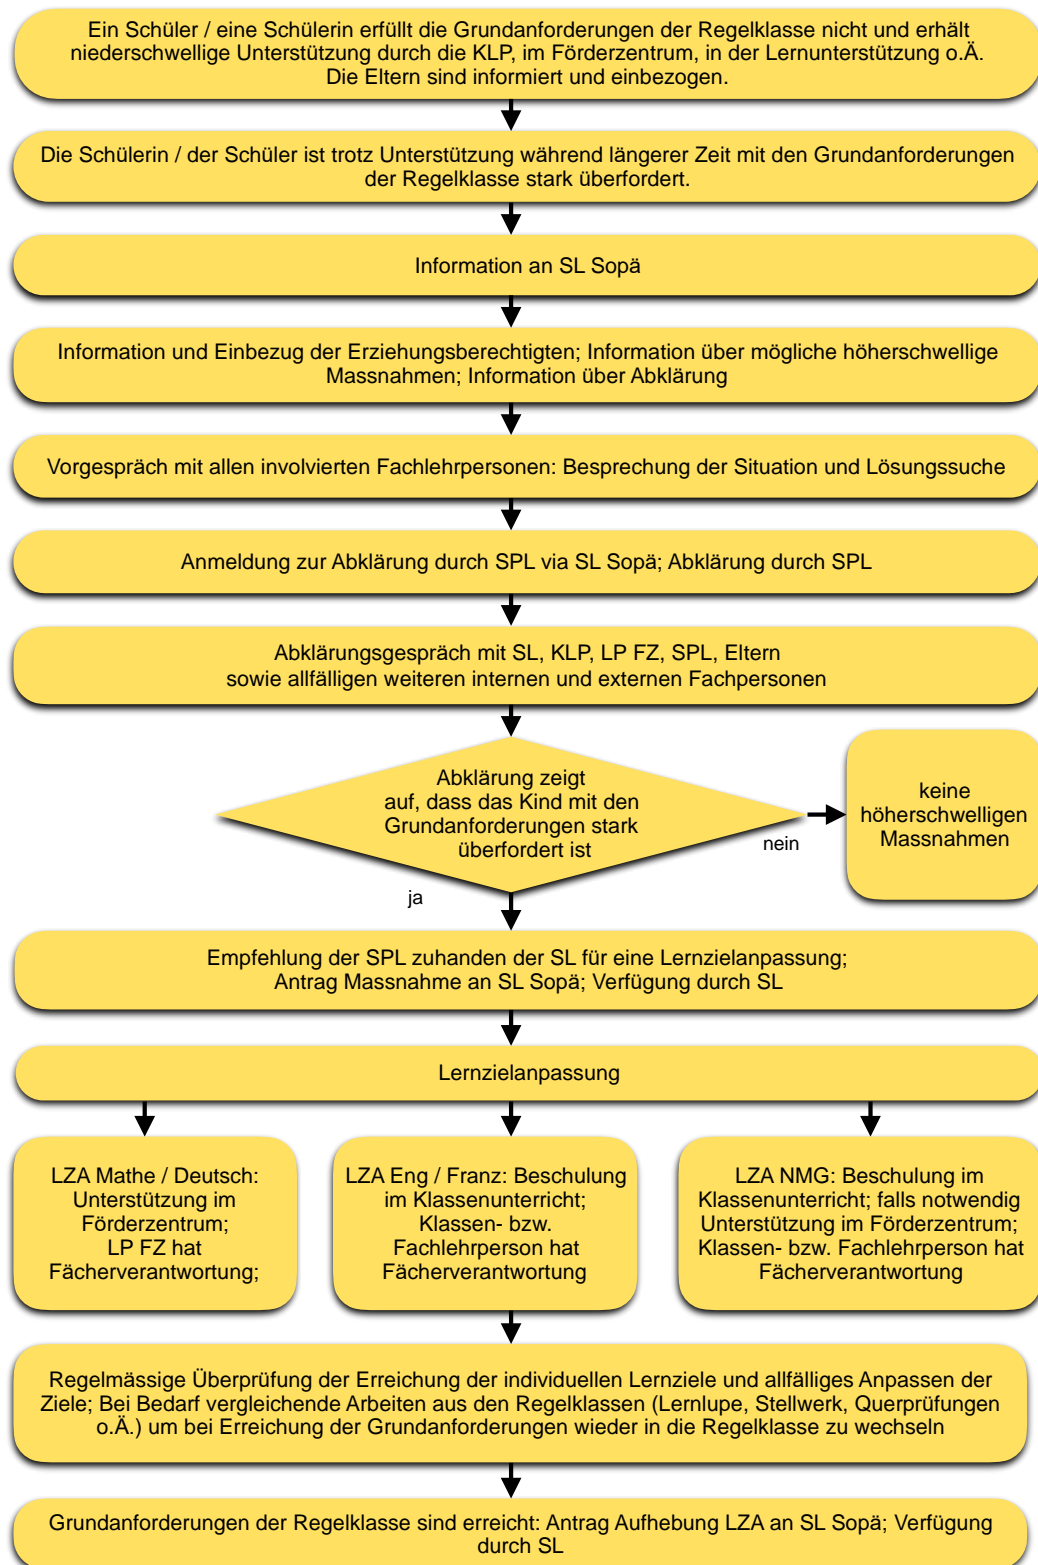 Ein Schüler / eine Schülerin erfüllt die Grundanforderungen der Regelklasse nicht und erhält
niederschwellige Unterstützung durch die KLP, im Förderzentrum, in der Lernunterstützung o.Ä.
Die Eltern sind informiert und einbezogen.
Die Schülerin / der Schüler ist trotz Unterstützung während längerer Zeit mit den Grundanforderungen
der Regelklasse stark überfordert.
Information an SL Sopä
Information und Einbezug der Erziehungsberechtigten; Information über mögliche höherschwellige
Massnahmen; Information über Abklärung
Vorgespräch mit allen involvierten Fachlehrpersonen: Besprechung der Situation und Lösungssuche
Anmeldung zur Abklärung durch SPL via SL Sopä; Abklärung durch SPL
Abklärungsgespräch mit SL, KLP, LP FZ, SPL, Eltern
sowie allfälligen weiteren internen und externen Fachpersonen
Abklärung zeigt
auf, dass das Kind mit den
Grundanforderungen stark
überfordert ist
nein
keine
höherschwelligen
Massnahmen
ja
Empfehlung der SPL zuhanden der SL für eine Lernzielanpassung;
Antrag Massnahme an SL Sopä; Verfügung durch SL
Lernzielanpassung
LZA Mathe / Deutsch:
Unterstützung im
Förderzentrum;
LP FZ hat
Fächerverantwortung;
LZA Eng / Franz: Beschulung
im Klassenunterricht;
Klassen- bzw.
Fachlehrperson hat
Fächerverantwortung
LZA NMG: Beschulung im
Klassenunterricht; falls notwendig
Unterstützung im Förderzentrum;
Klassen- bzw. Fachlehrperson hat
Fächerverantwortung
Regelmässige Überprüfung der Erreichung der individuellen Lernziele und allfälliges Anpassen der
Ziele; Bei Bedarf vergleichende Arbeiten aus den Regelklassen (Lernlupe, Stellwerk, Querprüfungen
o.Ä.) um bei Erreichung der Grundanforderungen wieder in die Regelklasse zu wechseln
Grundanforderungen der Regelklasse sind erreicht: Antrag Aufhebung LZA an SL Sopä; Verfügung
durch SL